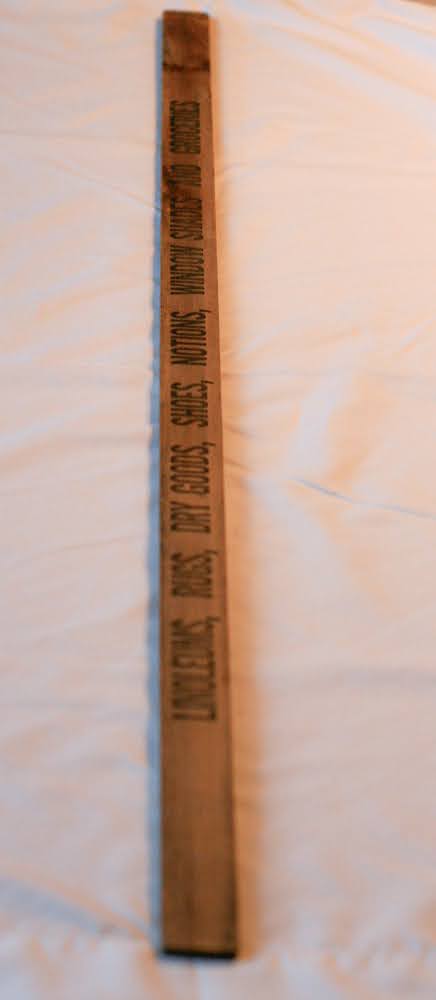 LINOLEUMS, RUGS, DRY GOODS, SHOES, NOTIONS, WINDOW SHADES AND GROCERIES